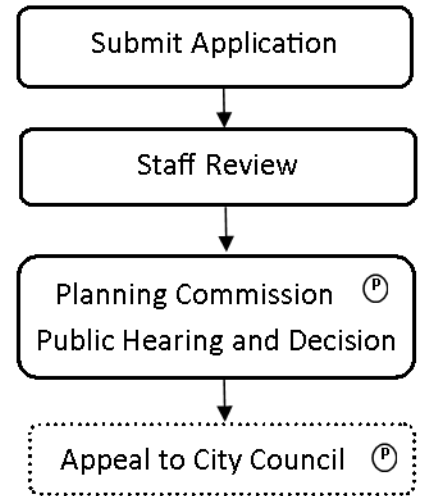 Submit Application
Staff Review
Planning Commission Ⓟ
Public Hearing and Decision
Appeal to City Council Ⓟ